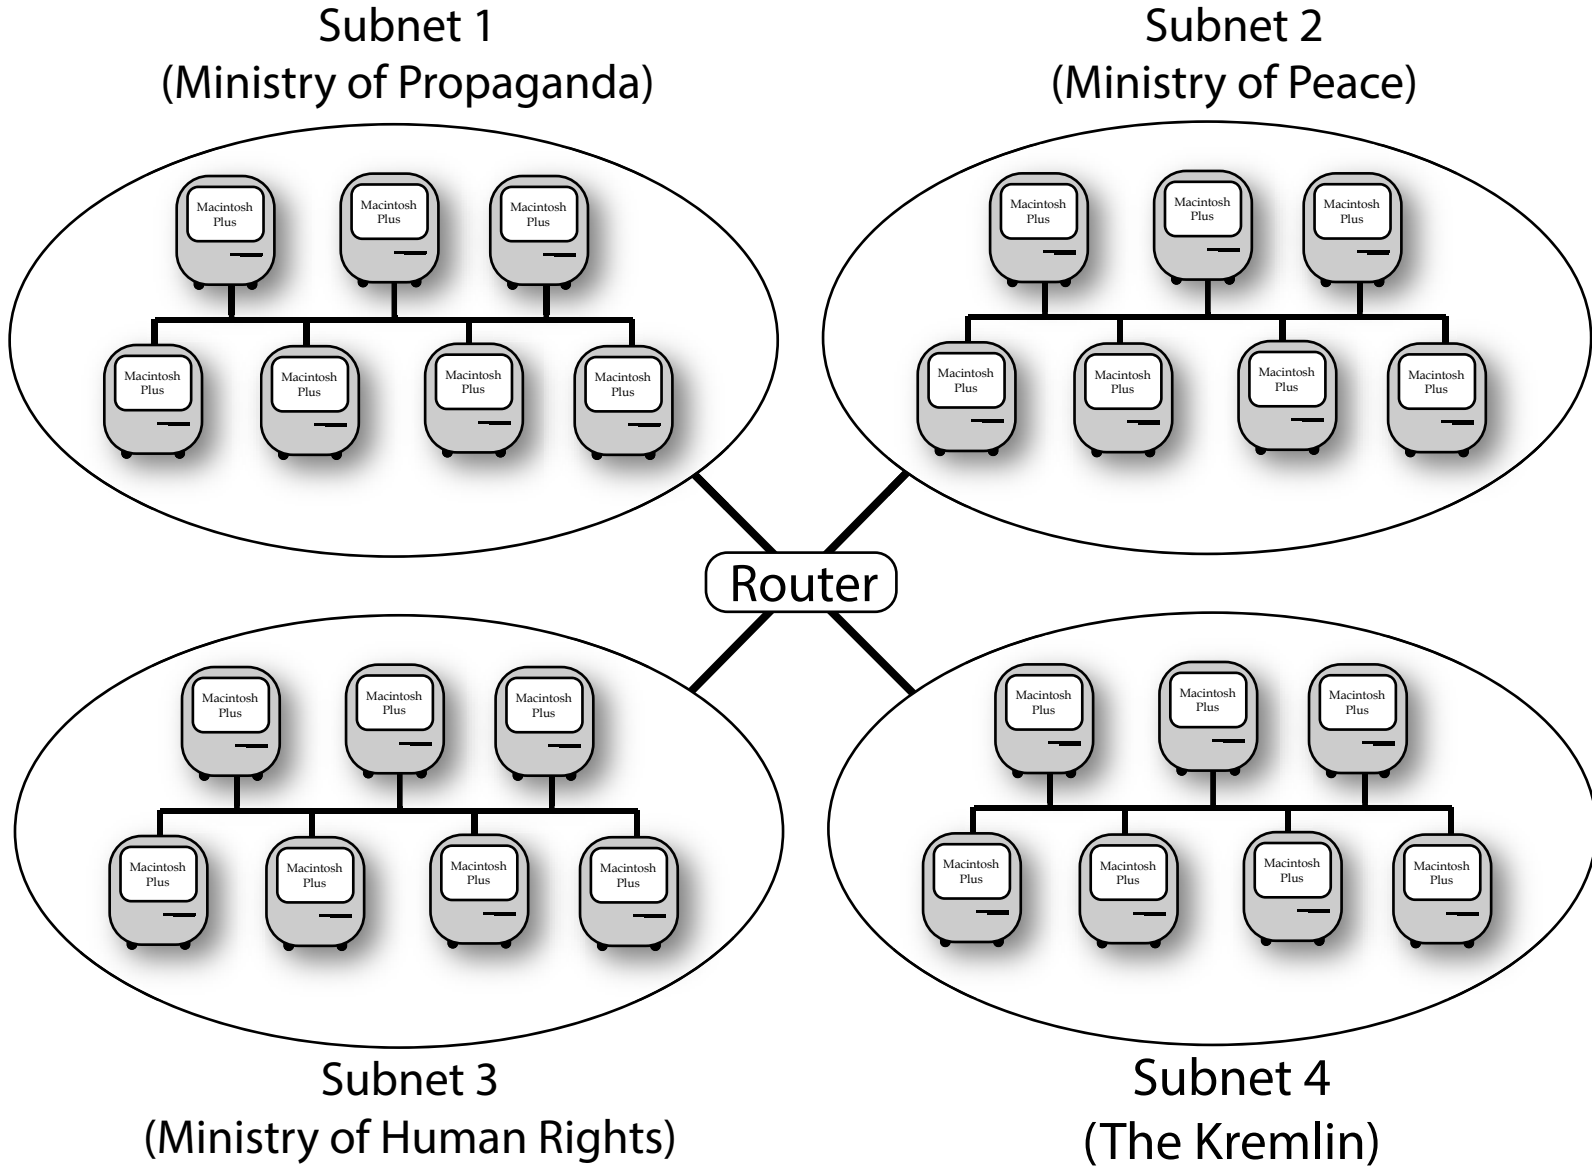 Subnet 1
(Ministry of Propaganda)
Subnet 2
(Ministry of Peace)
Macintosh
Plus
Macintosh
Plus
Macintosh
Plus
Macintosh
Plus
Macintosh
Plus
Macintosh
Plus
Macintosh
Plus
Macintosh
Plus
Macintosh
Plus
Macintosh
Plus
Macintosh
Plus
Macintosh
Plus
Macintosh
Plus
Macintosh
Plus
Router
Macintosh
Plus
Macintosh
Plus
Macintosh
Plus
Macintosh
Plus
Macintosh
Plus
Macintosh
Plus
Macintosh
Plus
Macintosh
Plus
Macintosh
Plus
Macintosh
Plus
Macintosh
Plus
Macintosh
Plus
Macintosh
Plus
Macintosh
Plus
Subnet 3
(Ministry of Human Rights)
Subnet 4
(The Kremlin)